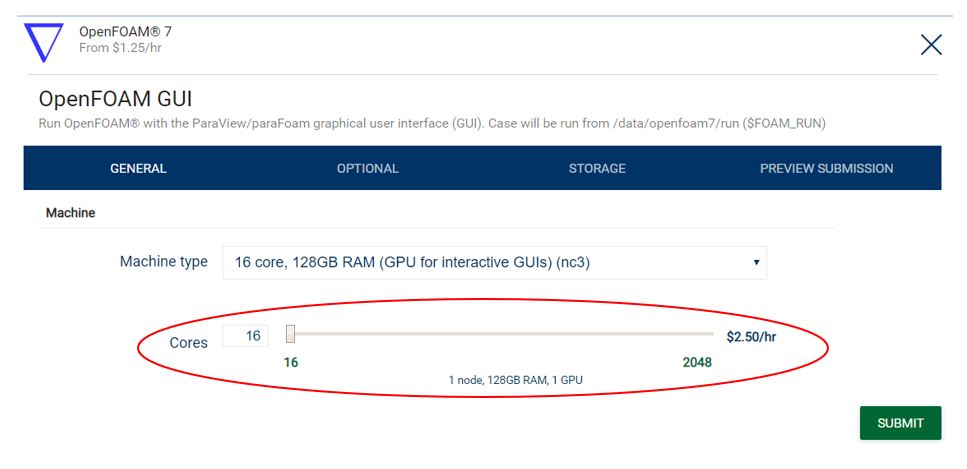 OpenFOAM® 7
From $1.25/hr
OpenFOAM GUI
Run OpenFOAM® with the ParaView/paraFoam graphical user interface (GUI). Case will be run from /data/openfoam7/run ($FOAM_RUN)
GENERAL OPTIONAL STORAGE PREVIEW SUBMISSION
Machine
Machine type 16 core, 128GB RAM (GPU for interactive GUIs) (nc3)
Cores 16 $2.50/hr
16 2048
1 node, 128GB RAM, 1 GPU
SUBMIT